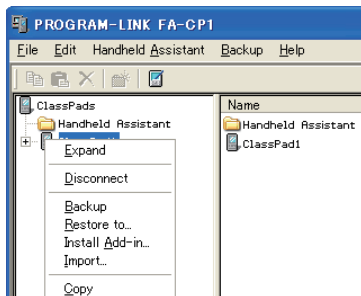 PROGRAM-LINK FA-CP1
File Edit Handheld Assistant Backup Help
ClassPads
Name
Handheld Assistant
Handheld Assistant
ClassPad1
Expand
Disconnect
Backup
Restore to...
Install Add-in...
Import...
Copy